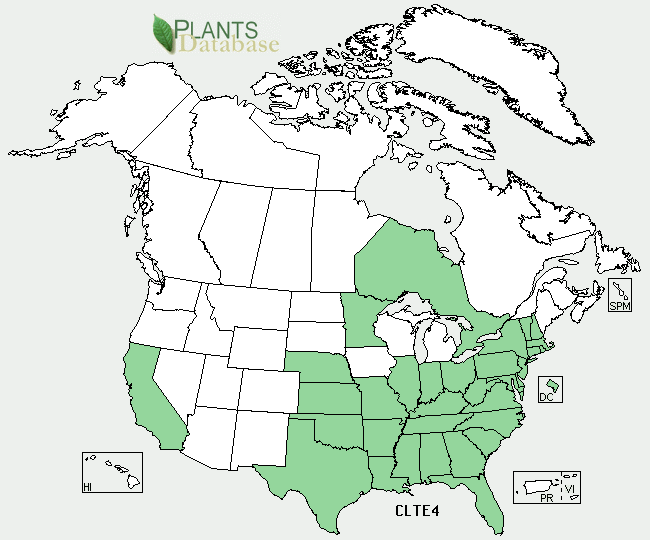 PLANTS
Database
SPM
DC
HI
PR
VI
CLTE4